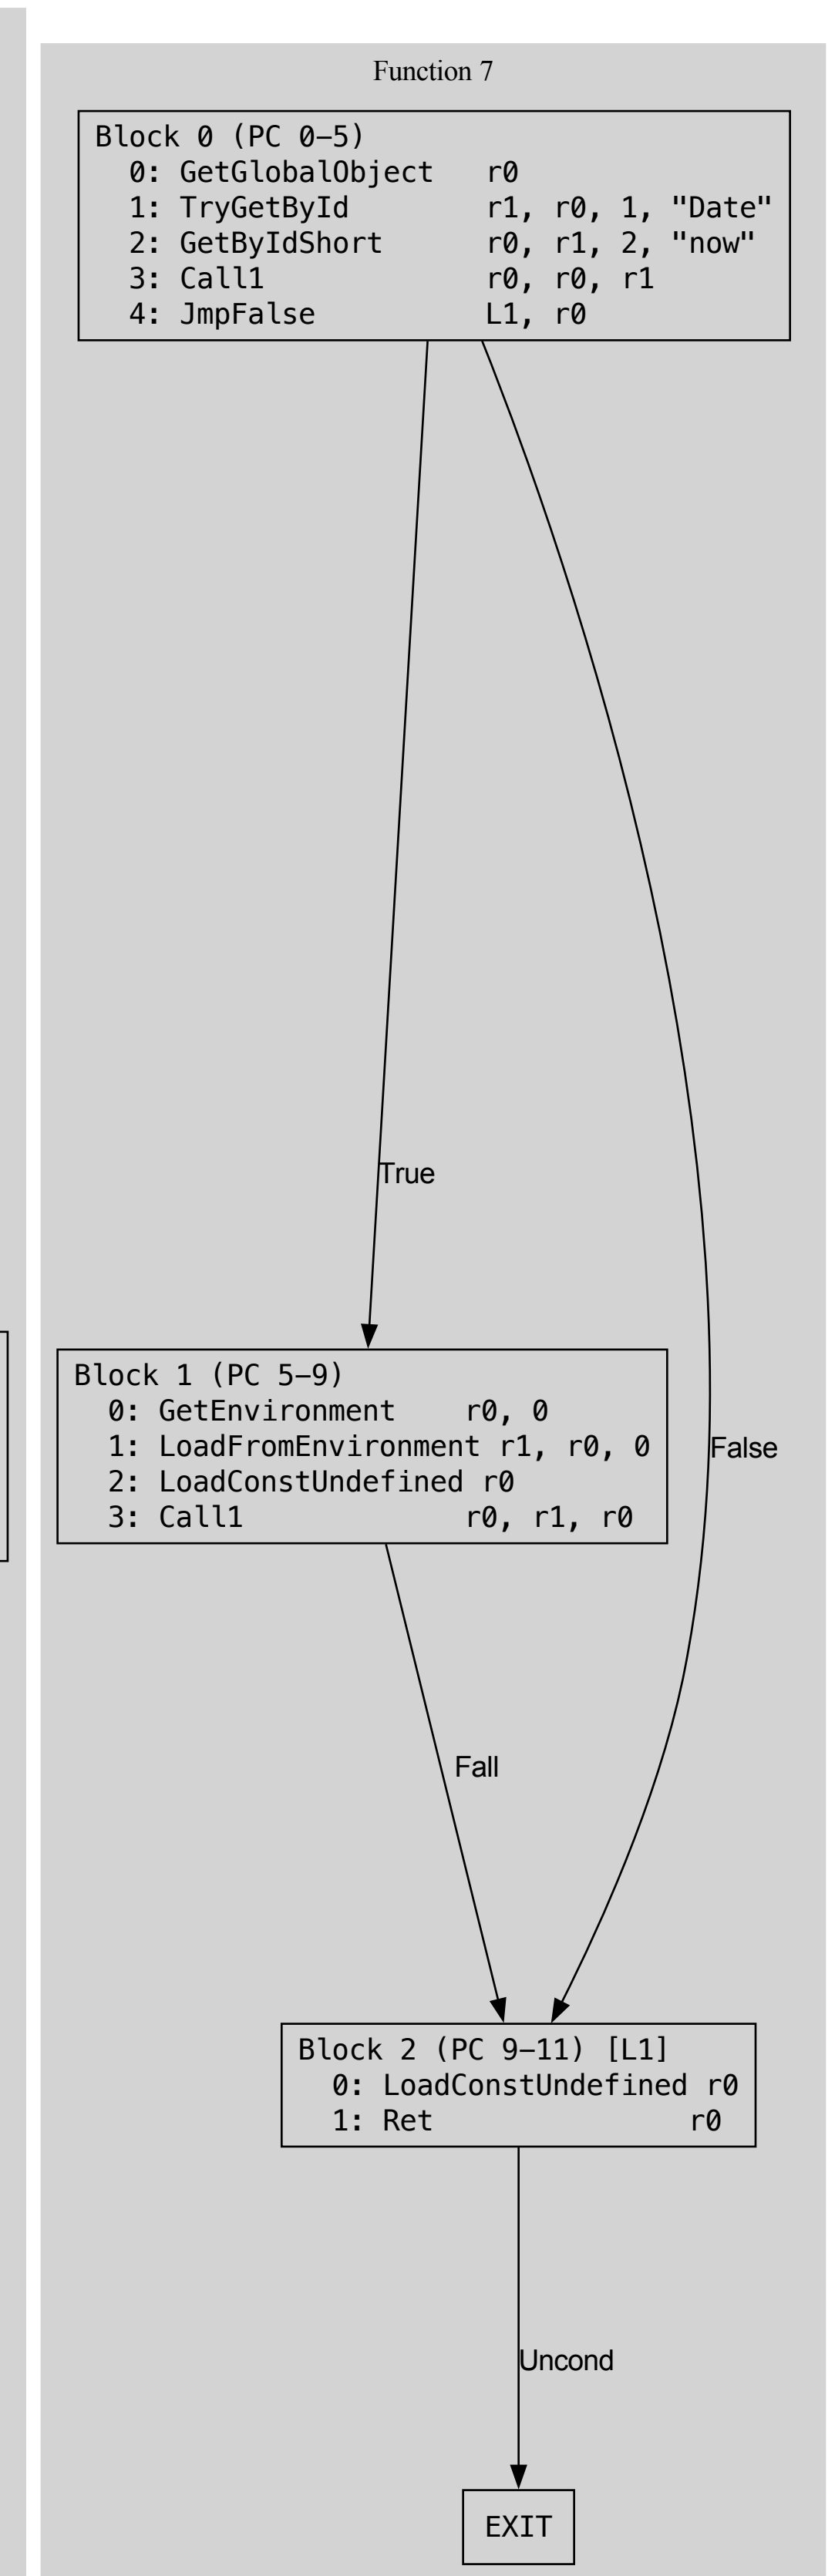 Function 7
Block 0 (PC 0–5)
0: GetGlobalObject r0
1: TryGetById r1, r0, 1, "Date"
2: GetByIdShort r0, r1, 2, "now"
3: Call1 r0, r0, r1
4: JmpFalse L1, r0
True
Block 1 (PC 5–9)
0: GetEnvironment r0, 0
1: LoadFromEnvironment r1, r0, 0
2: LoadConstUndefined r0
3: Call1 r0, r1, r0
False
Fall
Block 2 (PC 9–11) [L1]
0: LoadConstUndefined r0
1: Ret r0
Uncond
EXIT